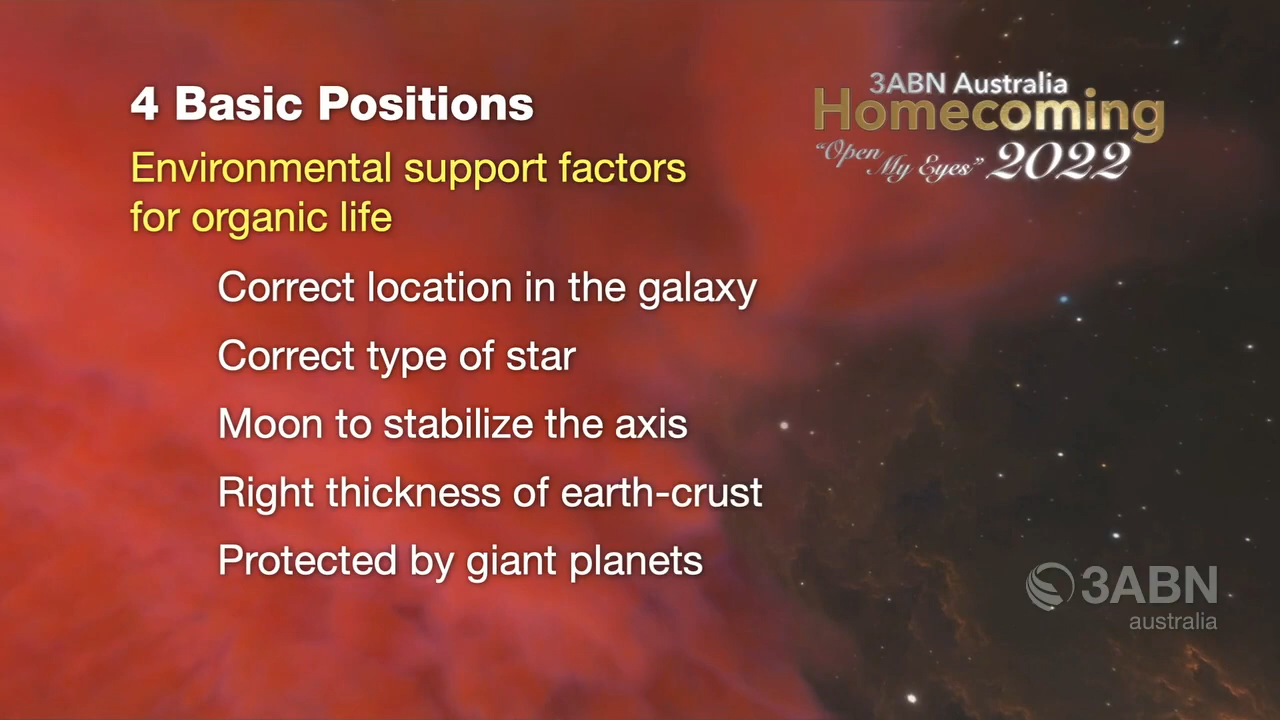 4 Basic Positions
Environmental support factors
for organic life
Correct location in the galaxy
Correct type of star
Moon to stabilize the axis
Right thickness of earth-crust
Protected by giant planets
3ABN Australia
Homecoming
“Open My Eyes” 2022
3ABN
australia